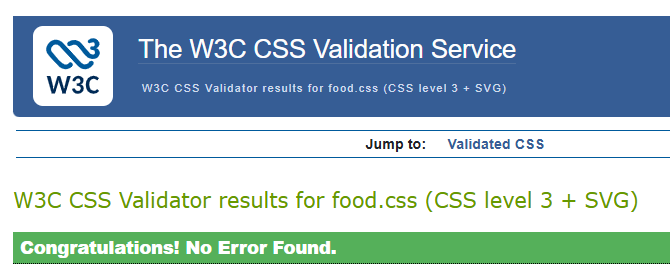 W3C
The W3C CSS Validation Service
W3C CSS Validator results for food.css (CSS level 3 + SVG)
Jump to: Validated CSS
W3C CSS Validator results for food.css (CSS level 3 + SVG)
Congratulations! No Error Found.